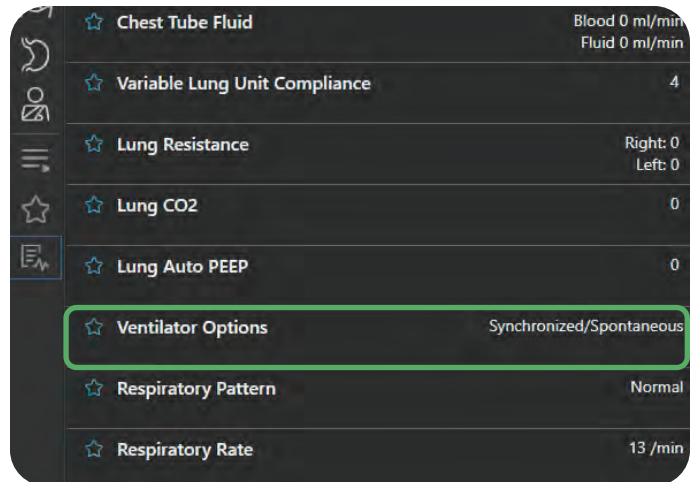 Chest Tube Fluid
Blood 0 ml/min
Fluid 0 ml/min
Variable Lung Unit Compliance
4
Lung Resistance
Right: 0
Left: 0
Lung CO2
0
Lung Auto PEEP
0
Ventilator Options
Synchronized/Spontaneous
Respiratory Pattern
Normal
Respiratory Rate
13 /min